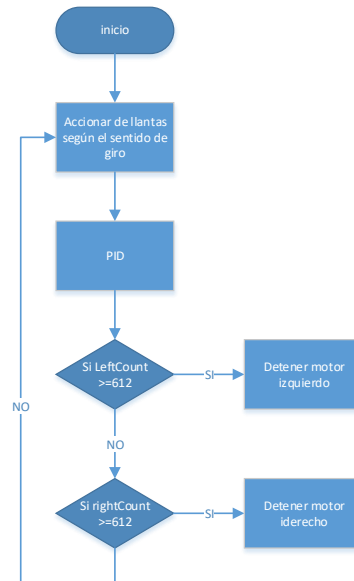 inicio
Accionar de llantas
según el sentido de
giro
PID
Si LeftCount
>=612
SI
Detener motor
izquierdo
NO
NO
Si rightCount
>=612
SI
Detener motor
iderecho